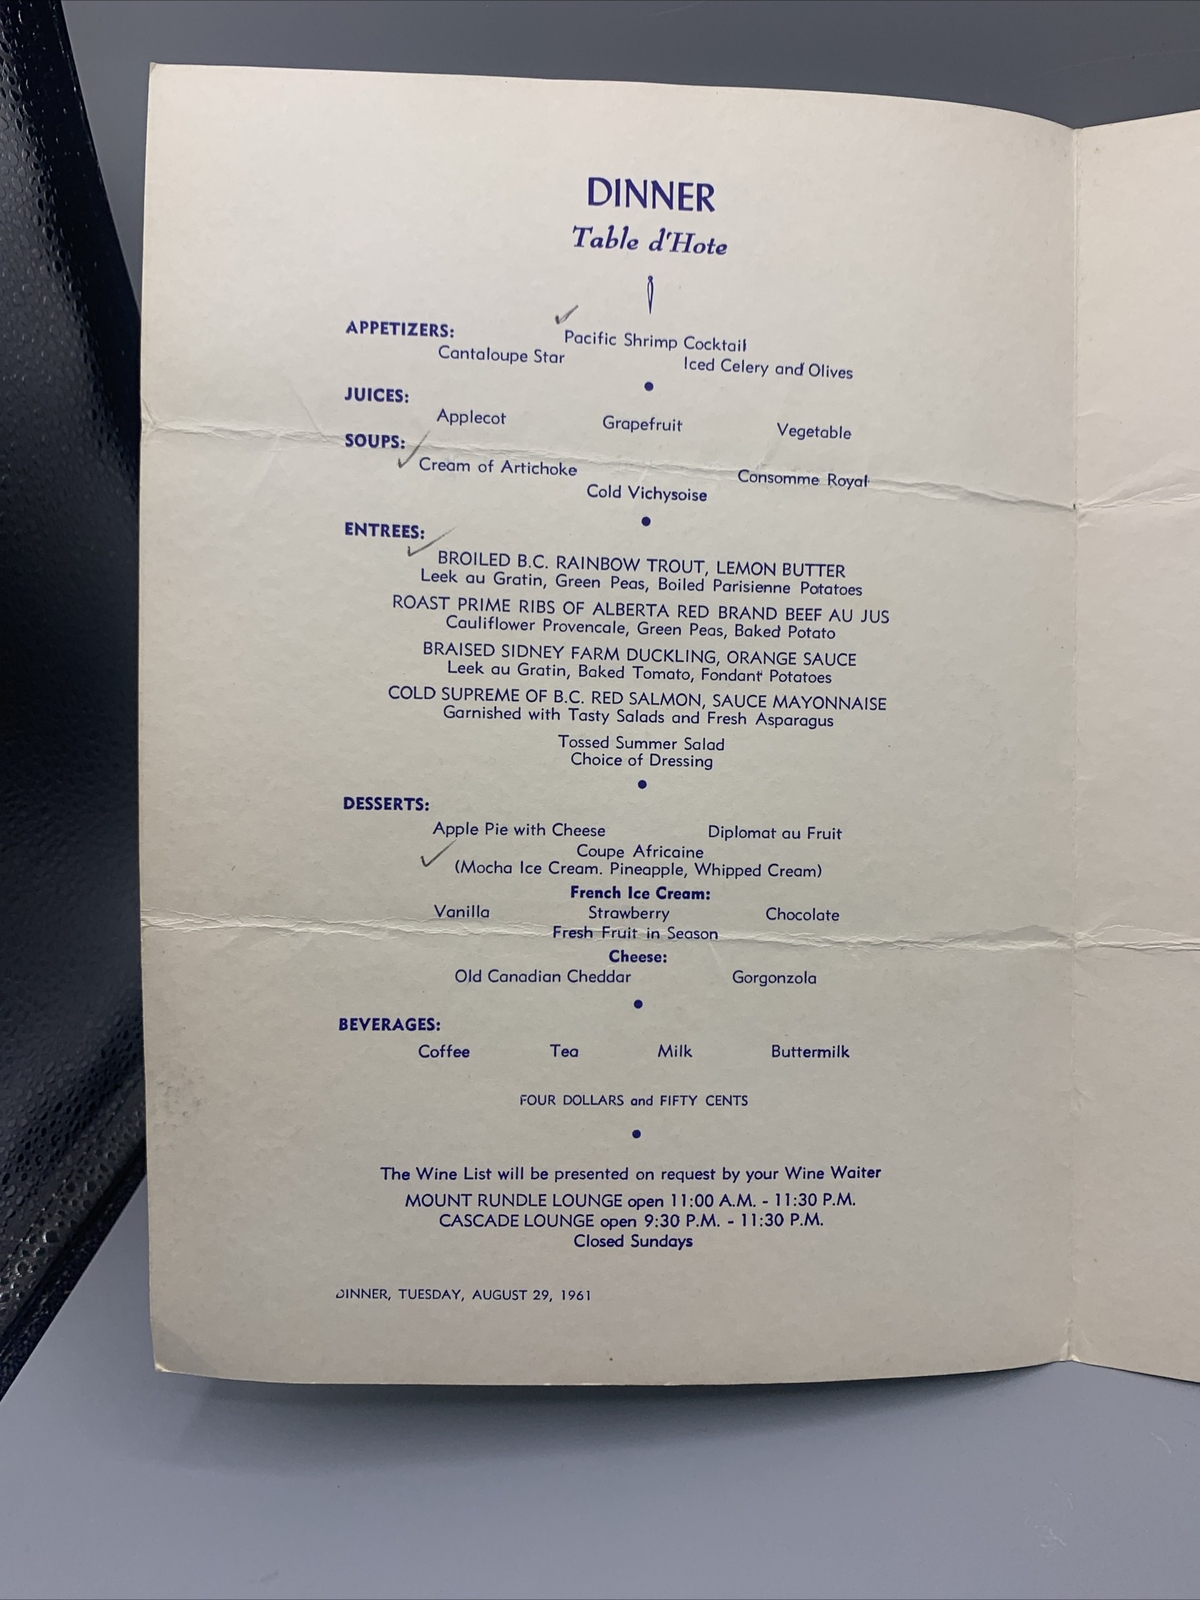 DINNER
Table d'Hote
APPETIZERS:
Pacific Shrimp Cocktail
Cantaloupe Star Iced Celery and Olives
JUICES:
Applecot Grapefruit Vegetable
SOUPS:
Cream of Artichoke Consomme Royal
Cold Vichysoise
ENTREES:
BROILED B.C. RAINBOW TROUT, LEMON BUTTER
Leek au Gratin, Green Peas, Boiled Parisienne Potatoes
ROAST PRIME RIBS OF ALBERTA RED BRAND BEEF AU JUS
Cauliflower Provencale, Green Peas, Baked Potato
BRAISED SIDNEY FARM DUCKLING, ORANGE SAUCE
Leek au Gratin, Baked Tomato, Fondant Potatoes
COLD SUPREME OF B.C. RED SALMON, SAUCE MAYONNAISE
Garnished with Tasty Salads and Fresh Asparagus
Tossed Summer Salad
Choice of Dressing
DESSERTS:
Apple Pie with Cheese Diplomat au Fruit
Coupe Africaine
(Mocha Ice Cream. Pineapple, Whipped Cream)
French Ice Cream:
Vanilla Strawberry Chocolate
Fresh Fruit in Season
Cheese:
Old Canadian Cheddar Gorgonzola
BEVERAGES:
Coffee Tea Milk Buttermilk
FOUR DOLLARS and FIFTY CENTS
The Wine List will be presented on request by your Wine Waiter
MOUNT RUNDLE LOUNGE open 11:00 A.M. - 11:30 P.M.
CASCADE LOUNGE open 9:30 P.M. - 11:30 P.M.
Closed Sundays
DINNER, TUESDAY, AUGUST 29, 1961